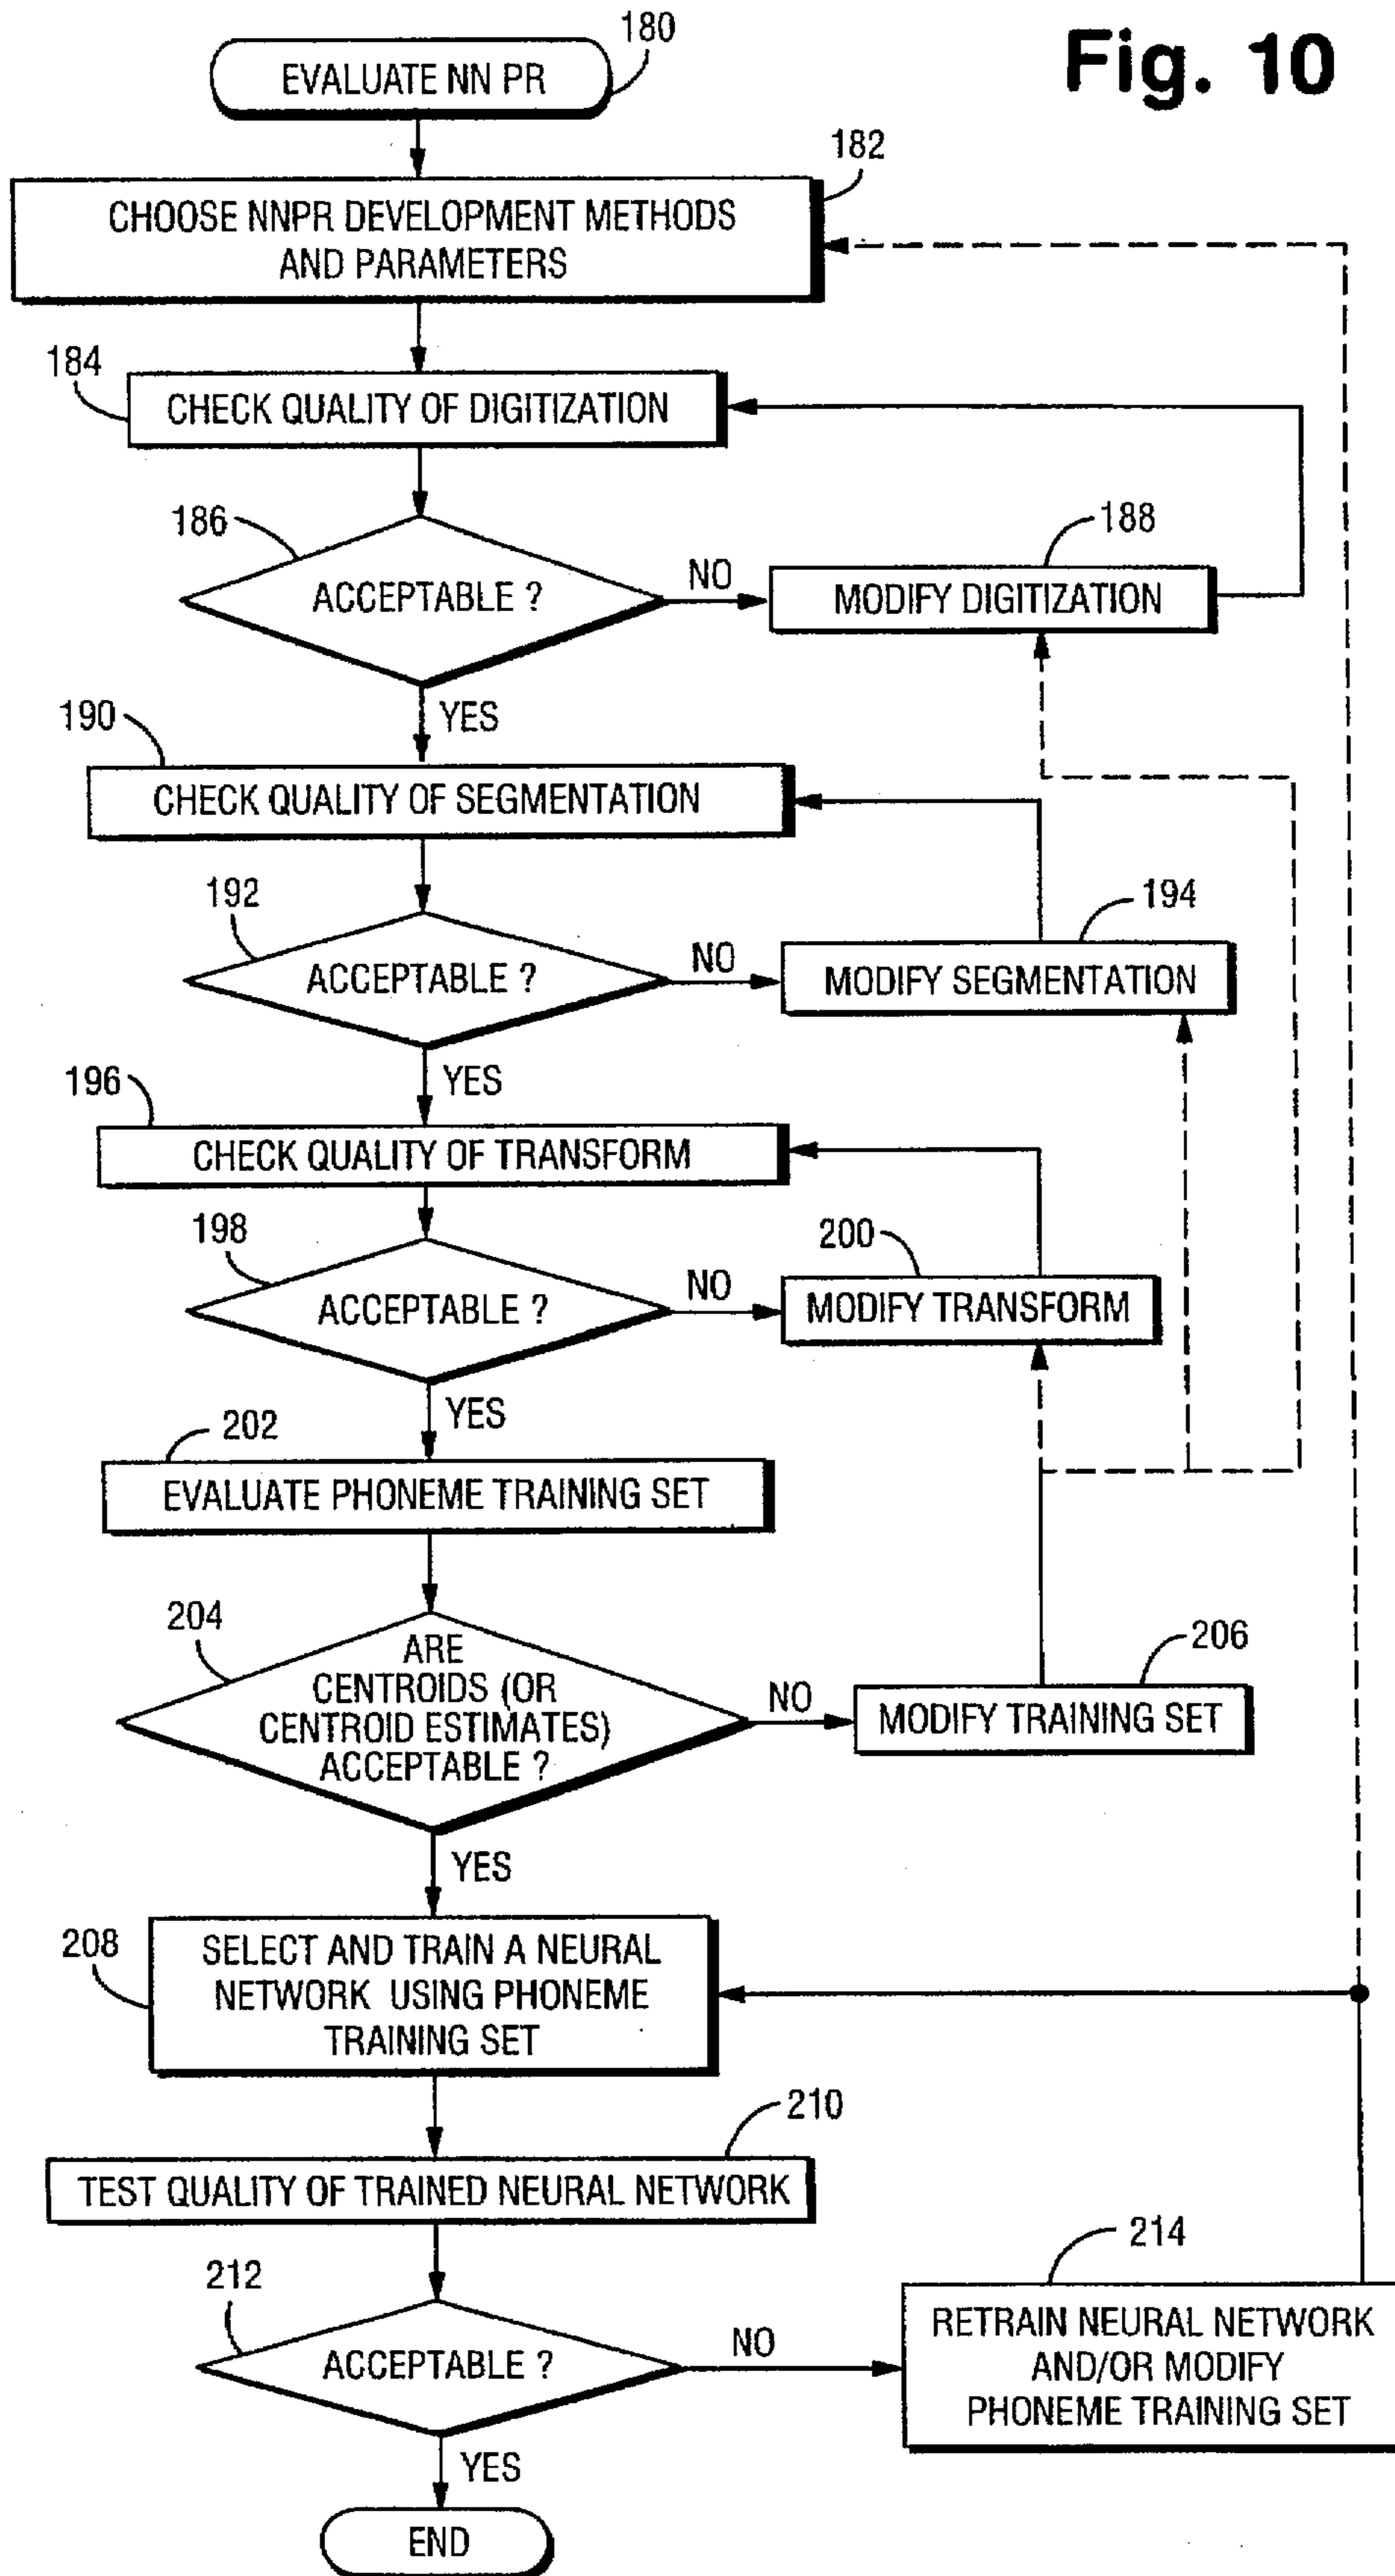 Fig. 10
180
EVALUATE NN PR
182
CHOOSE NNPR DEVELOPMENT METHODS
AND PARAMETERS
184
CHECK QUALITY OF DIGITIZATION
186
ACCEPTABLE ?
NO
188
MODIFY DIGITIZATION
YES
190
CHECK QUALITY OF SEGMENTATION
192
ACCEPTABLE ?
NO
194
MODIFY SEGMENTATION
YES
196
CHECK QUALITY OF TRANSFORM
198
ACCEPTABLE ?
NO
200
MODIFY TRANSFORM
YES
202
EVALUATE PHONEME TRAINING SET
204
ARE
CENTROIDS (OR
CENTROID ESTIMATES)
ACCEPTABLE ?
NO
206
MODIFY TRAINING SET
YES
208
SELECT AND TRAIN A NEURAL
NETWORK USING PHONEME
TRAINING SET
210
TEST QUALITY OF TRAINED NEURAL NETWORK
212
ACCEPTABLE ?
NO
214
RETRAIN NEURAL NETWORK
AND/OR MODIFY
PHONEME TRAINING SET
YES
END